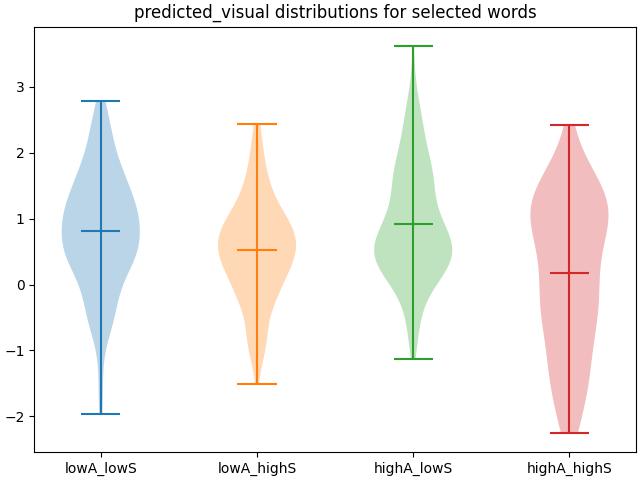 predicted_visual distributions for selected words
3
2
1
0
−1
−2
lowA_lowS
lowA_highS
highA_lowS
highA_highS